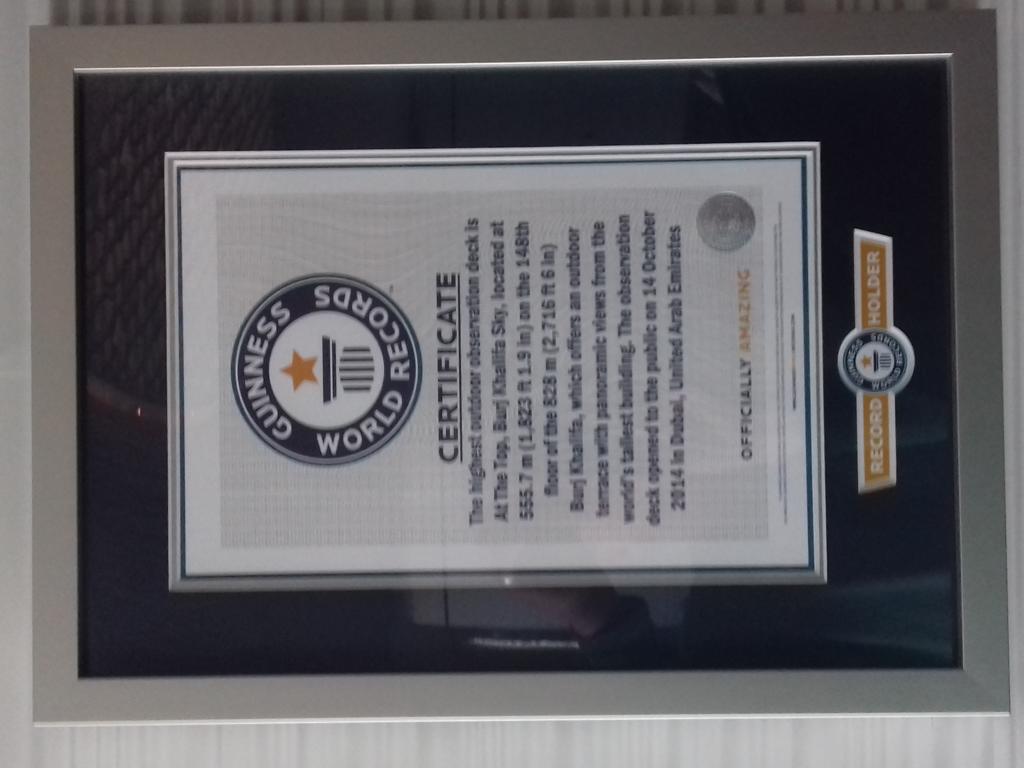 GUINNESS
WORLD RECORDS
CERTIFICATE
The highest outdoor observation deck is
At The Top, Burj Khalifa Sky, located at
555.7 m (1,823 ft 1.9 in) on the 148th
floor of the 828 m (2,716 ft 6 in)
Burj Khalifa, which offers an outdoor
terrace with panoramic views from the
world's tallest building. The observation
deck opened to the public on 14 October
2014 in Dubai, United Arab Emirates
OFFICIALLY AMAZING
RECORD HOLDER
GUINNESS
WORLD RECORDS